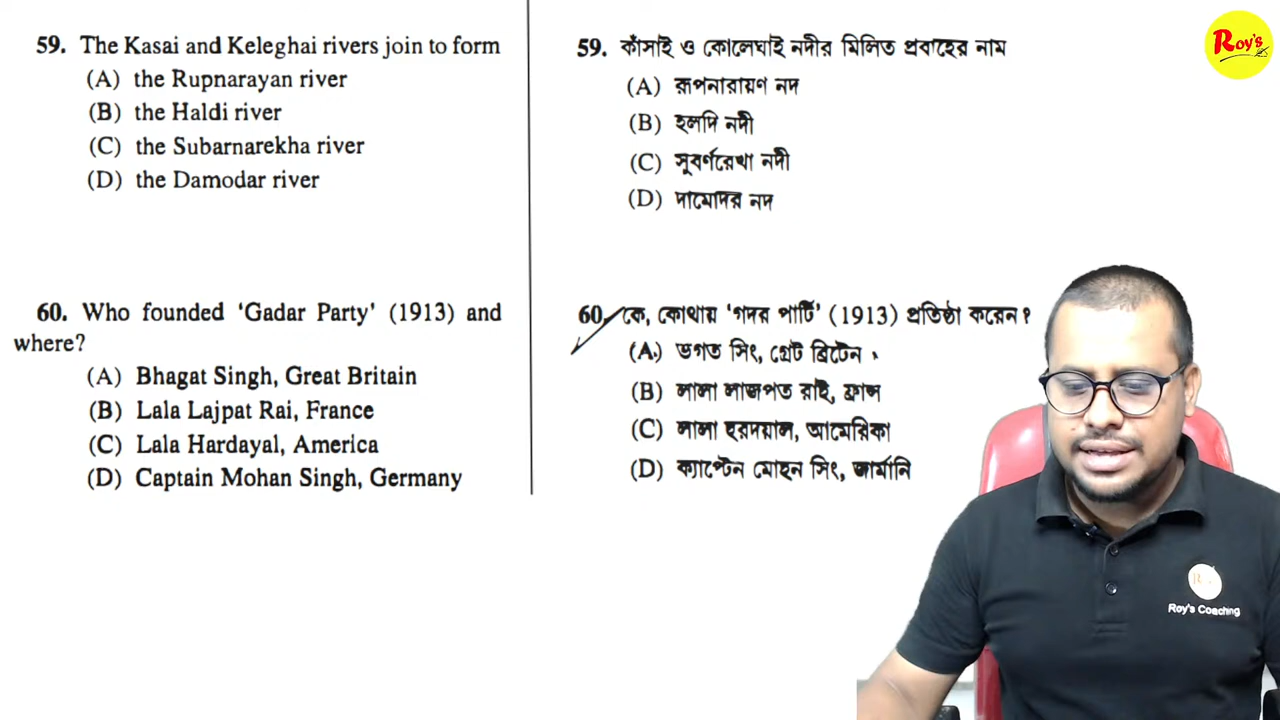 59. The Kasai and Keleghai rivers join to form
(A) the Rupnarayan river
(B) the Haldi river
(C) the Subarnarekha river
(D) the Damodar river
60. Who founded ‘Gadar Party’ (1913) and
where?
(A) Bhagat Singh, Great Britain
(B) Lala Lajpat Rai, France
(C) Lala Hardayal, America
(D) Captain Mohan Singh, Germany
59. কাঁসাই ও কোলেঘাই নদীর মিলিত প্রবাহের নাম
(A) রূপনারায়ণ নদ
(B) হলদি নদী
(C) সুবর্ণরেখা নদী
(D) দামোদর নদ
60. কে, কোথায় ‘গদর পার্টি’ (1913) প্রতিষ্ঠা করেন?
(A) ভগত সিং, গ্রেট ব্রিটেন
(B) লালা লাজপত রাই, ফ্রান্স
(C) লালা হরদয়াল, আমেরিকা
(D) ক্যাপ্টেন মোহন সিং, জার্মানি
Roy's
Roy's Coaching